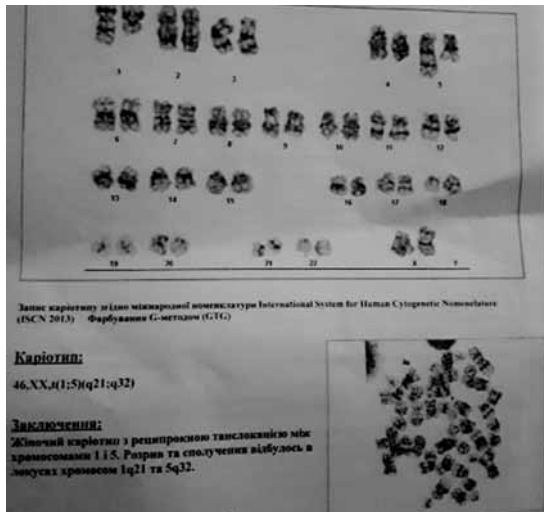 1 2 3 4 5
6 7 8 9 10 11 12
13 14 15 16 17 18
19 20 21 22 X Y
Запис каріотипу згідно міжнародної номенклатури International System for Human Cytogenetic Nomenclature
(ISCN 2013) Фарбування G-методом (GTG)
Каріотип:
46,XX,t(1;5)(q21;q32)
Заключення:
Жіночий каріотип з реципрокною танслокацією між
хромосомами 1 і 5. Розрив та сполучення відбулось в
локусах хромосом 1q21 та 5q32.